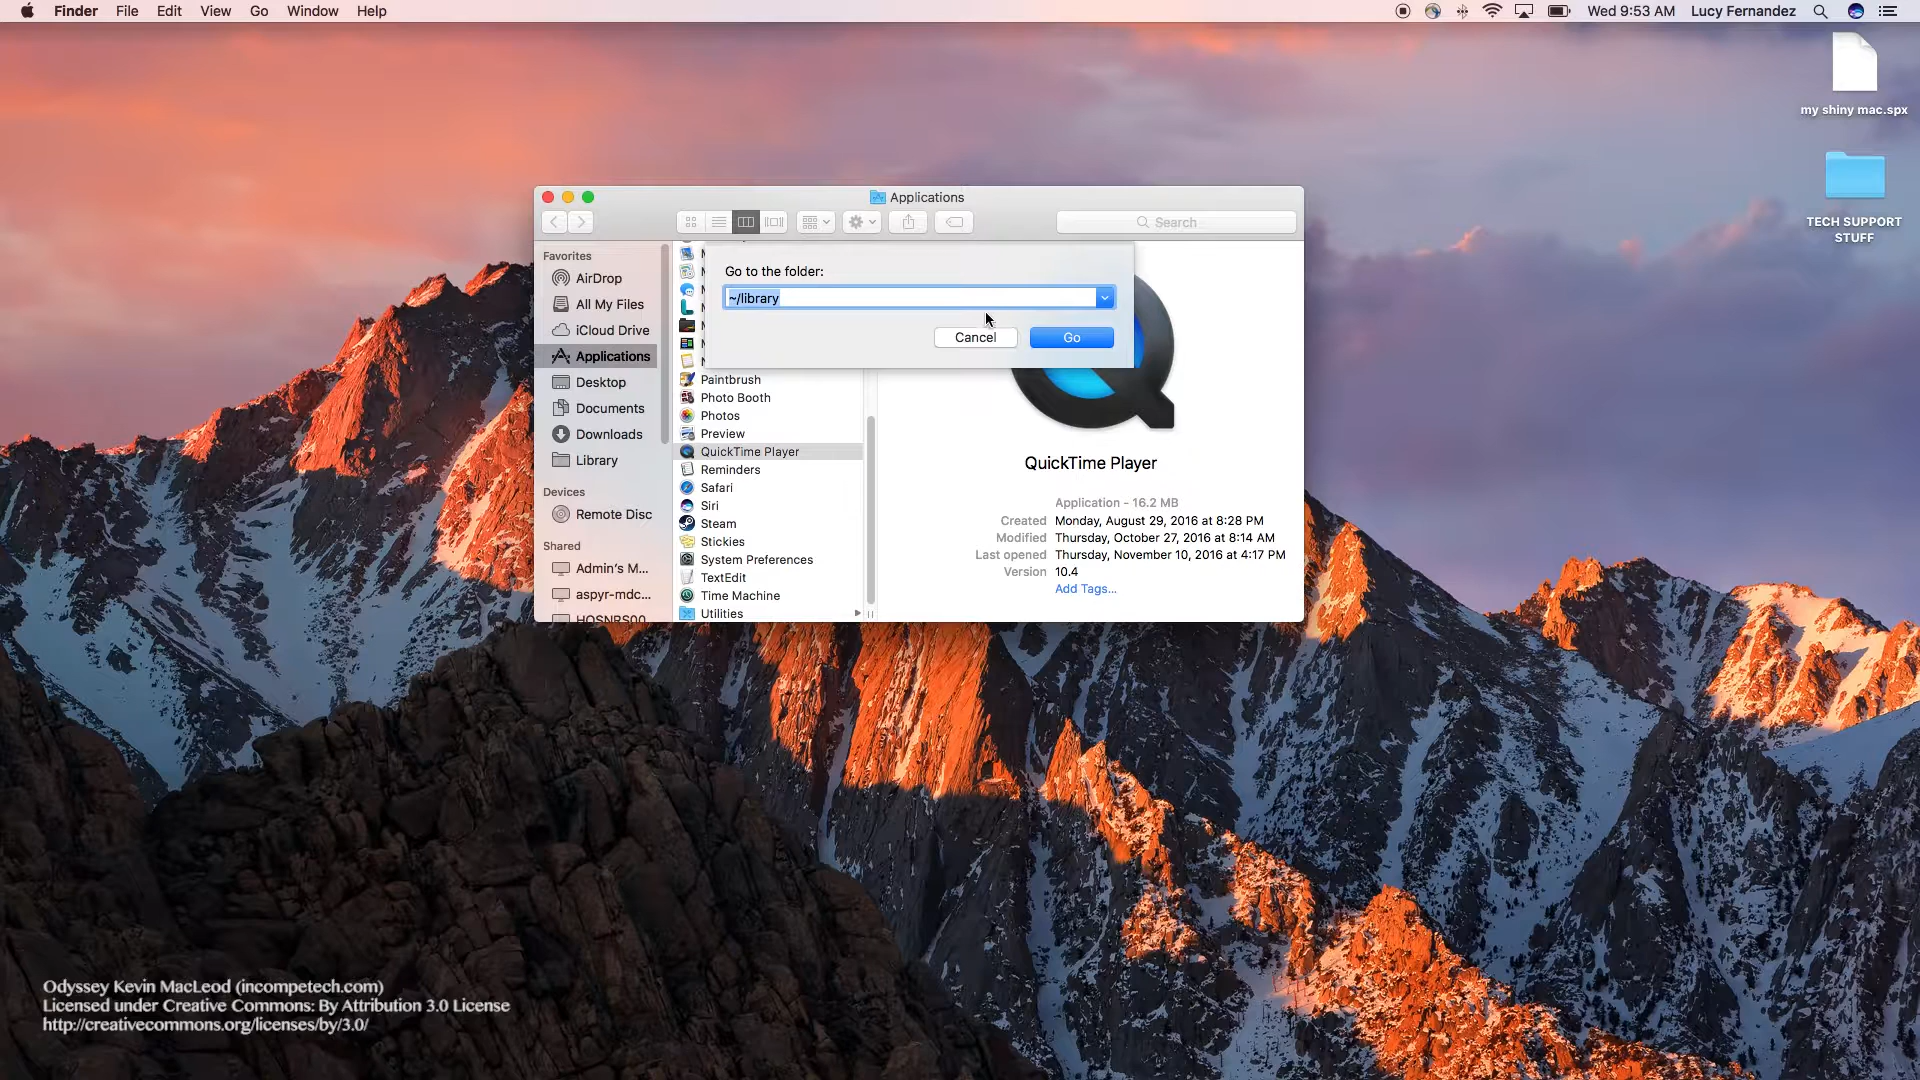 Finder File Edit View Go Window Help
Wed 9:53 AM Lucy Fernandez
my shiny mac.spx
TECH SUPPORT
STUFF
Applications
Search
Favorites
AirDrop
All My Files
iCloud Drive
Applications
Desktop
Documents
Downloads
Library
Devices
Remote Disc
Shared
Admin's M...
aspyr-mdc...
HOSNRS00
Go to the folder:
~/library
Cancel
Go
Paintbrush
Photo Booth
Photos
Preview
QuickTime Player
Reminders
Safari
Siri
Steam
Stickies
System Preferences
TextEdit
Time Machine
Utilities
QuickTime Player
Application - 16.2 MB
Created Monday, August 29, 2016 at 8:28 PM
Modified Thursday, October 27, 2016 at 8:14 AM
Last opened Thursday, November 10, 2016 at 4:17 PM
Version 10.4
Add Tags...
Odyssey Kevin MacLeod (incompetech.com)
Licensed under Creative Commons: By Attribution 3.0 License
http://creativecommons.org/licenses/by/3.0/